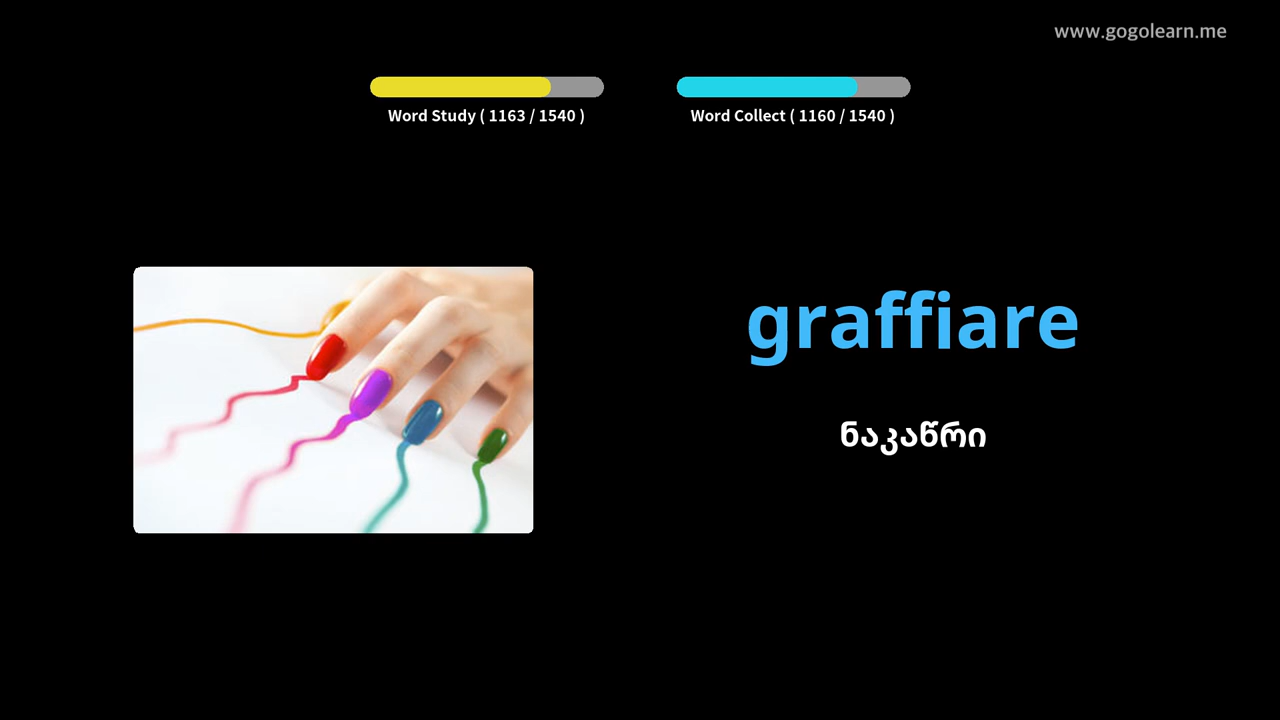 www.gogolearn.me
Word Study ( 1163 / 1540 )
Word Collect ( 1160 / 1540 )
graffiare
ნაკაწრი